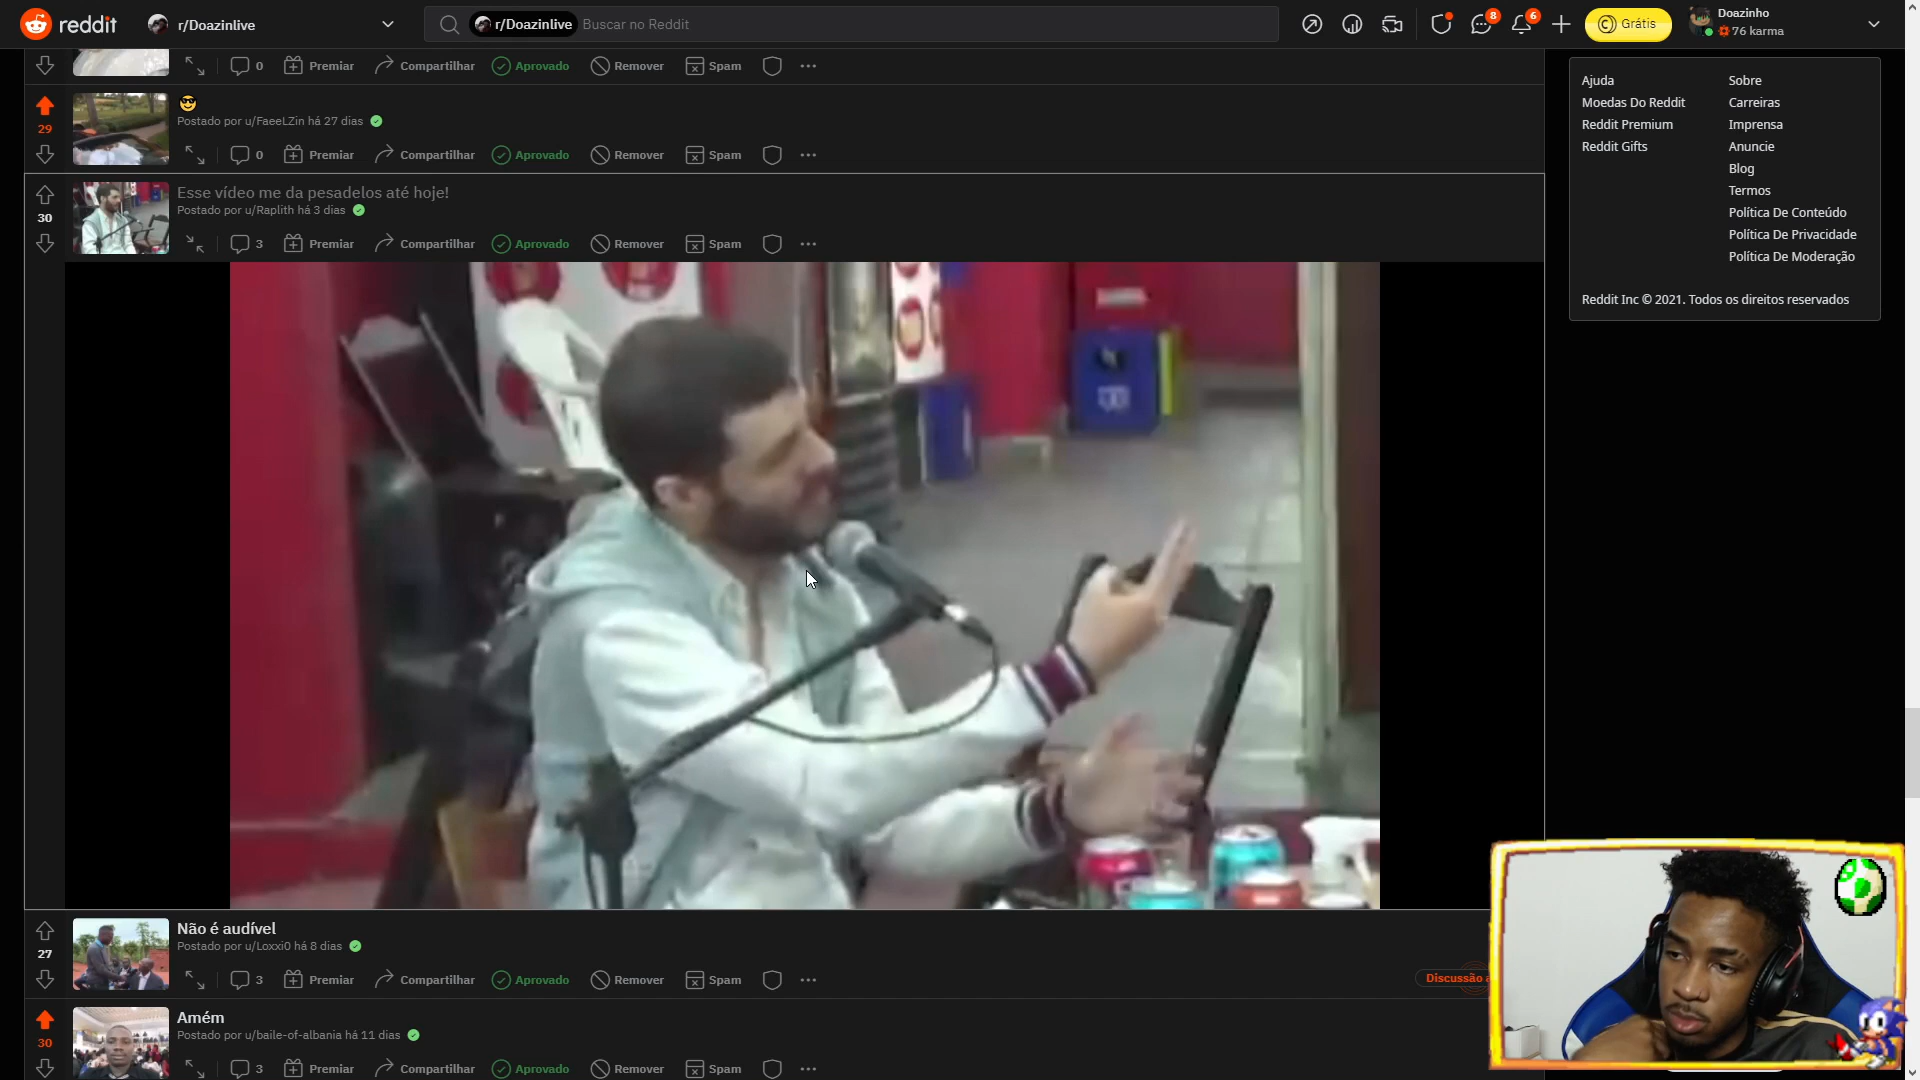 reddit
r/Doazinlive
r/Doazinlive Buscar no Reddit
8
6
Grátis
Doazinho
76 karma
0 Premiar Compartilhar Aprovado Remover Spam
Postado por u/FaeeLZin há 27 dias
29
0 Premiar Compartilhar Aprovado Remover Spam
Esse vídeo me da pesadelos até hoje!
Postado por u/Raplith há 3 dias
30
3 Premiar Compartilhar Aprovado Remover Spam
Não é audível
Postado por u/Loxxi0 há 8 dias
27
3 Premiar Compartilhar Aprovado Remover Spam
Discussão
Amém
Postado por u/baile-of-albania há 11 dias
30
3 Premiar Compartilhar Aprovado Remover Spam
Ajuda
Moedas Do Reddit
Reddit Premium
Reddit Gifts
Sobre
Carreiras
Imprensa
Anuncie
Blog
Termos
Política De Conteúdo
Política De Privacidade
Política De Moderação
Reddit Inc © 2021. Todos os direitos reservados